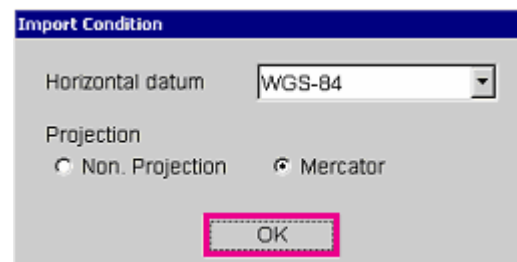 Import Condition
Horizontal datum WGS-84
Projection
Non. Projection Mercator
OK